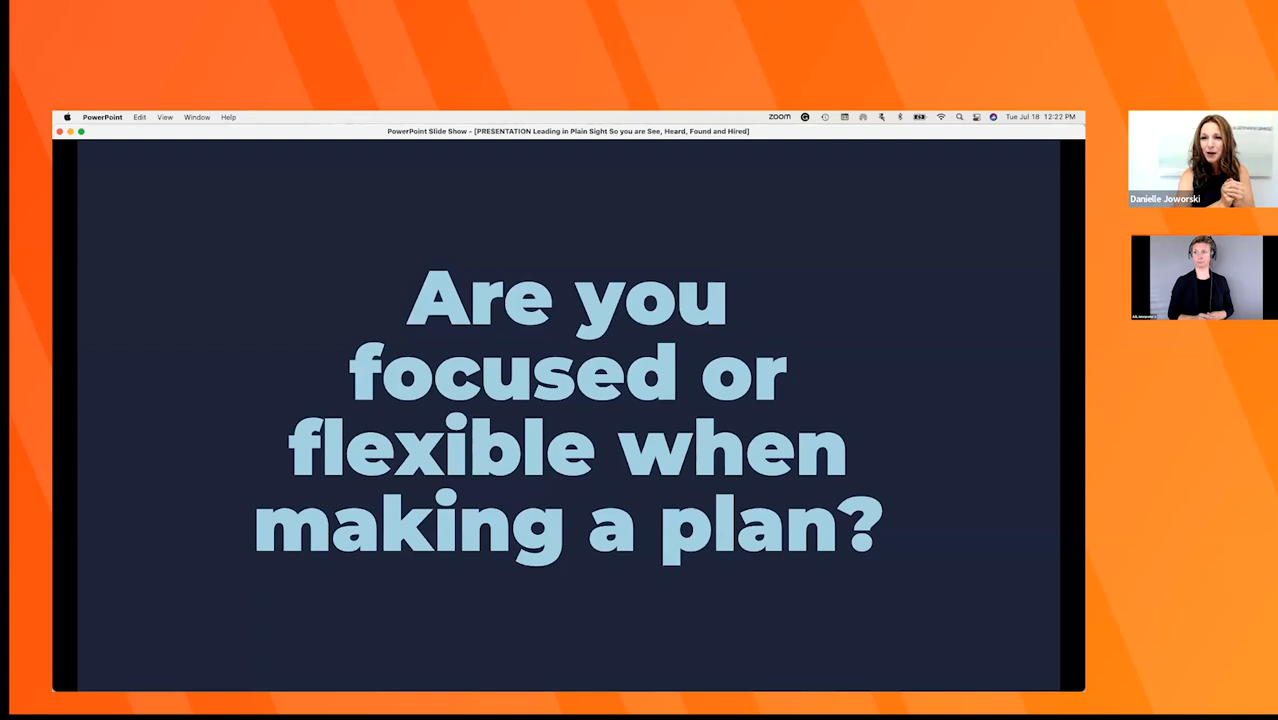 PowerPoint Edit View Window Help
zoom
Tue Jul 18 12:22 PM
PowerPoint Slide Show - [PRESENTATION Leading in Plain Sight So you are See, Heard, Found and Hired]
Are you
focused or
flexible when
making a plan?
Danielle Joworski